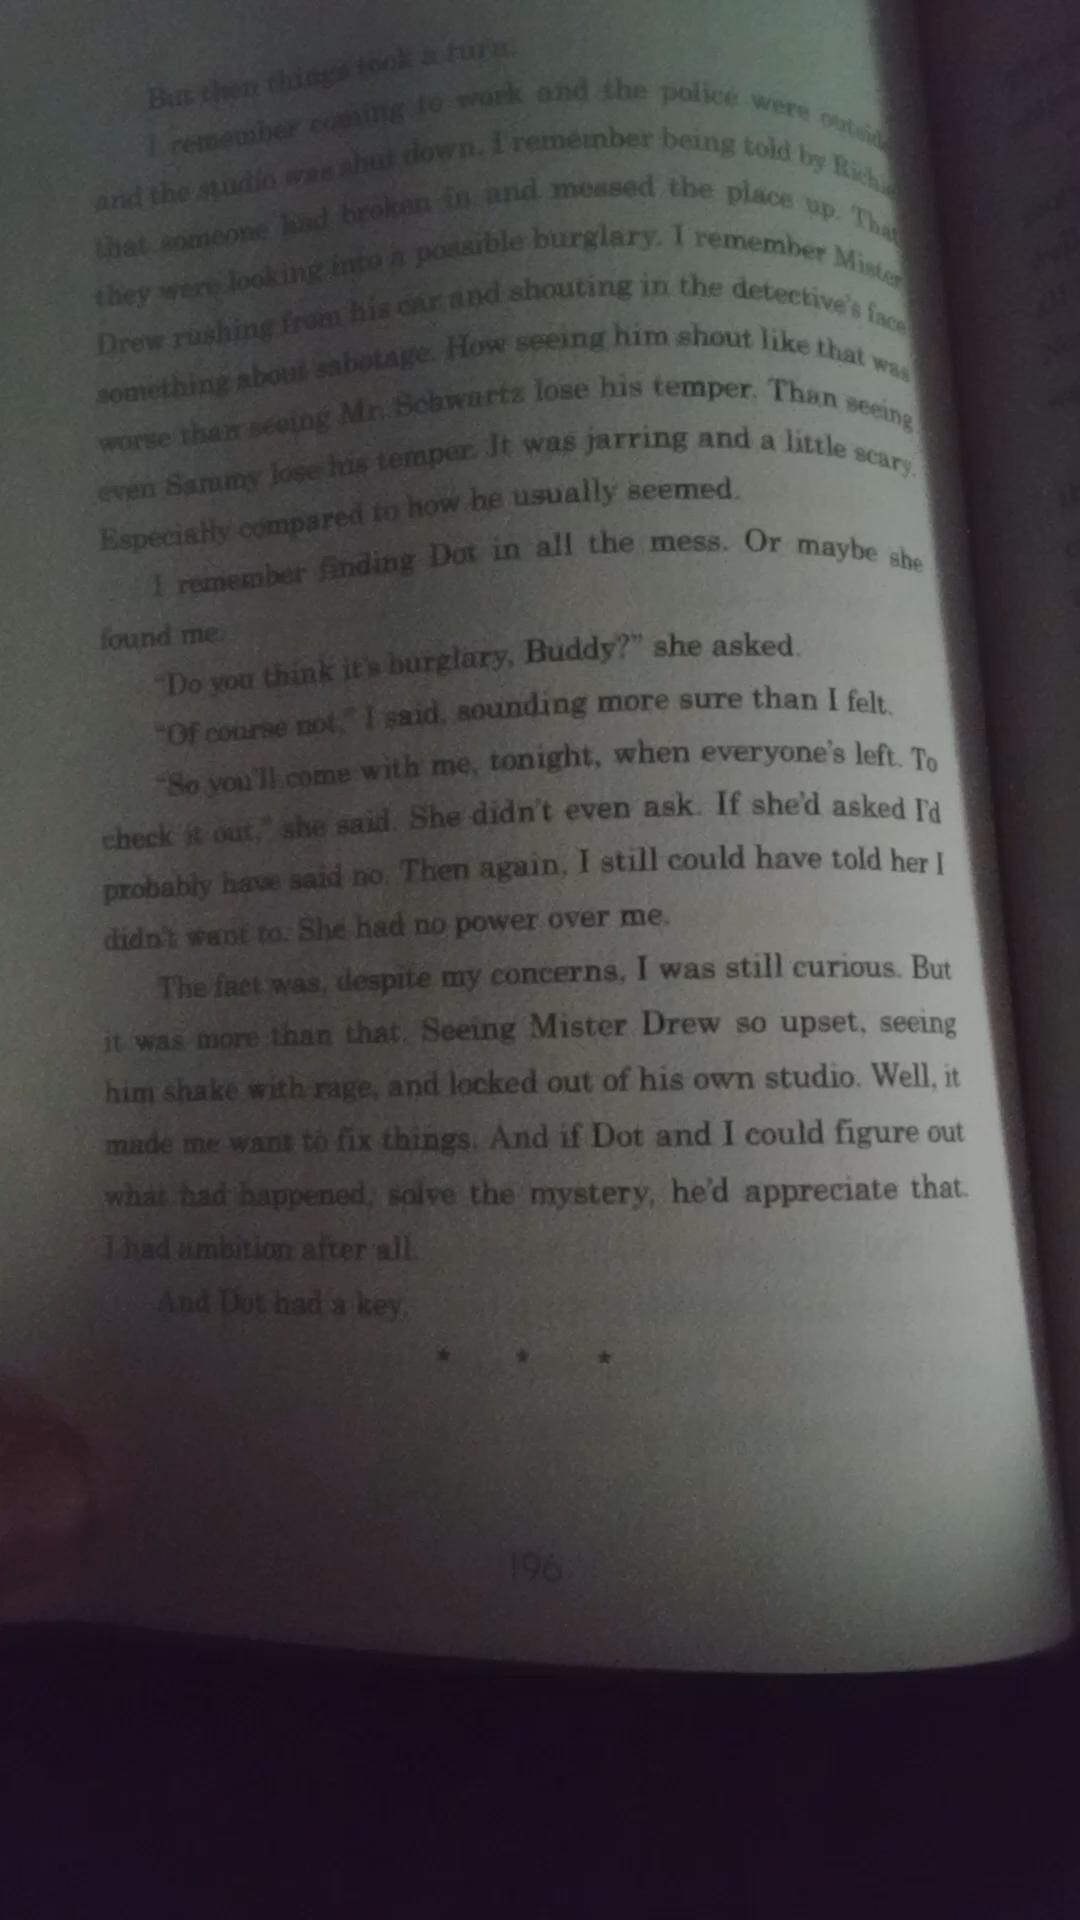 But then things took a turn.
I remember coming to work and the police were outside
and the studio was shut down. I remember being told by Richie
that someone had broken in and messed the place up. That
they were looking into a possible burglary. I remember Mister
Drew rushing from his car and shouting in the detective's face
something about sabotage. How seeing him shout like that was
worse than seeing Mr. Schwartz lose his temper. Than seeing
even Sammy lose his temper. It was jarring and a little scary.
Especially compared to how he usually seemed.
I remember finding Dot in all the mess. Or maybe she
found me.
“Do you think it's burglary, Buddy?” she asked.
“Of course not,” I said, sounding more sure than I felt.
“So you'll come with me, tonight, when everyone's left. To
check it out,” she said. She didn't even ask. If she'd asked I'd
probably have said no. Then again, I still could have told her I
didn't want to. She had no power over me.
The fact was, despite my concerns, I was still curious. But
it was more than that. Seeing Mister Drew so upset, seeing
him shake with rage, and locked out of his own studio. Well, it
made me want to fix things. And if Dot and I could figure out
what had happened, solve the mystery, he'd appreciate that.
I had ambition after all.
And Dot had a key.
* * *
196